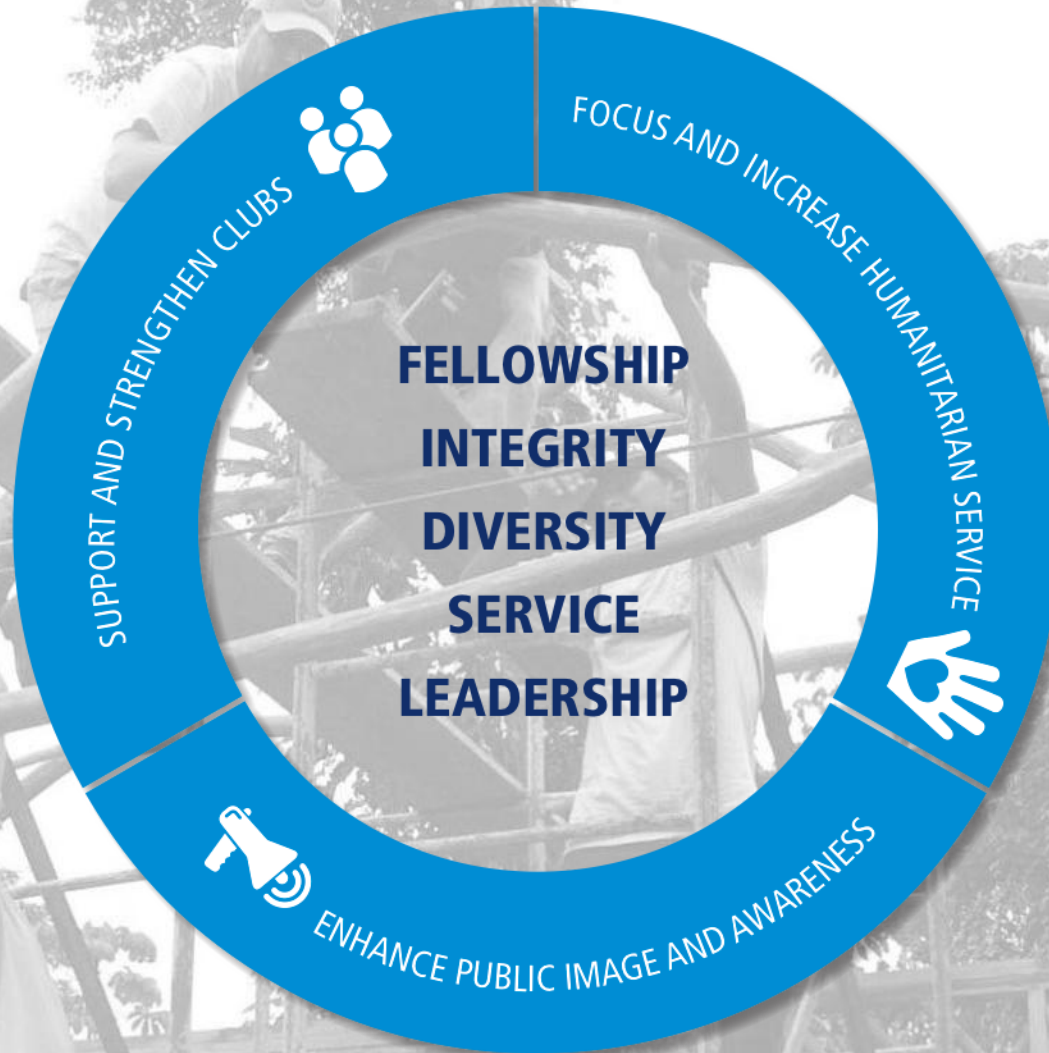 SUPPORT AND STRENGTHEN CLUBS
FOCUS AND INCREASE HUMANITARIAN SERVICE
ENHANCE PUBLIC IMAGE AND AWARENESS
FELLOWSHIP
INTEGRITY
DIVERSITY
SERVICE
LEADERSHIP